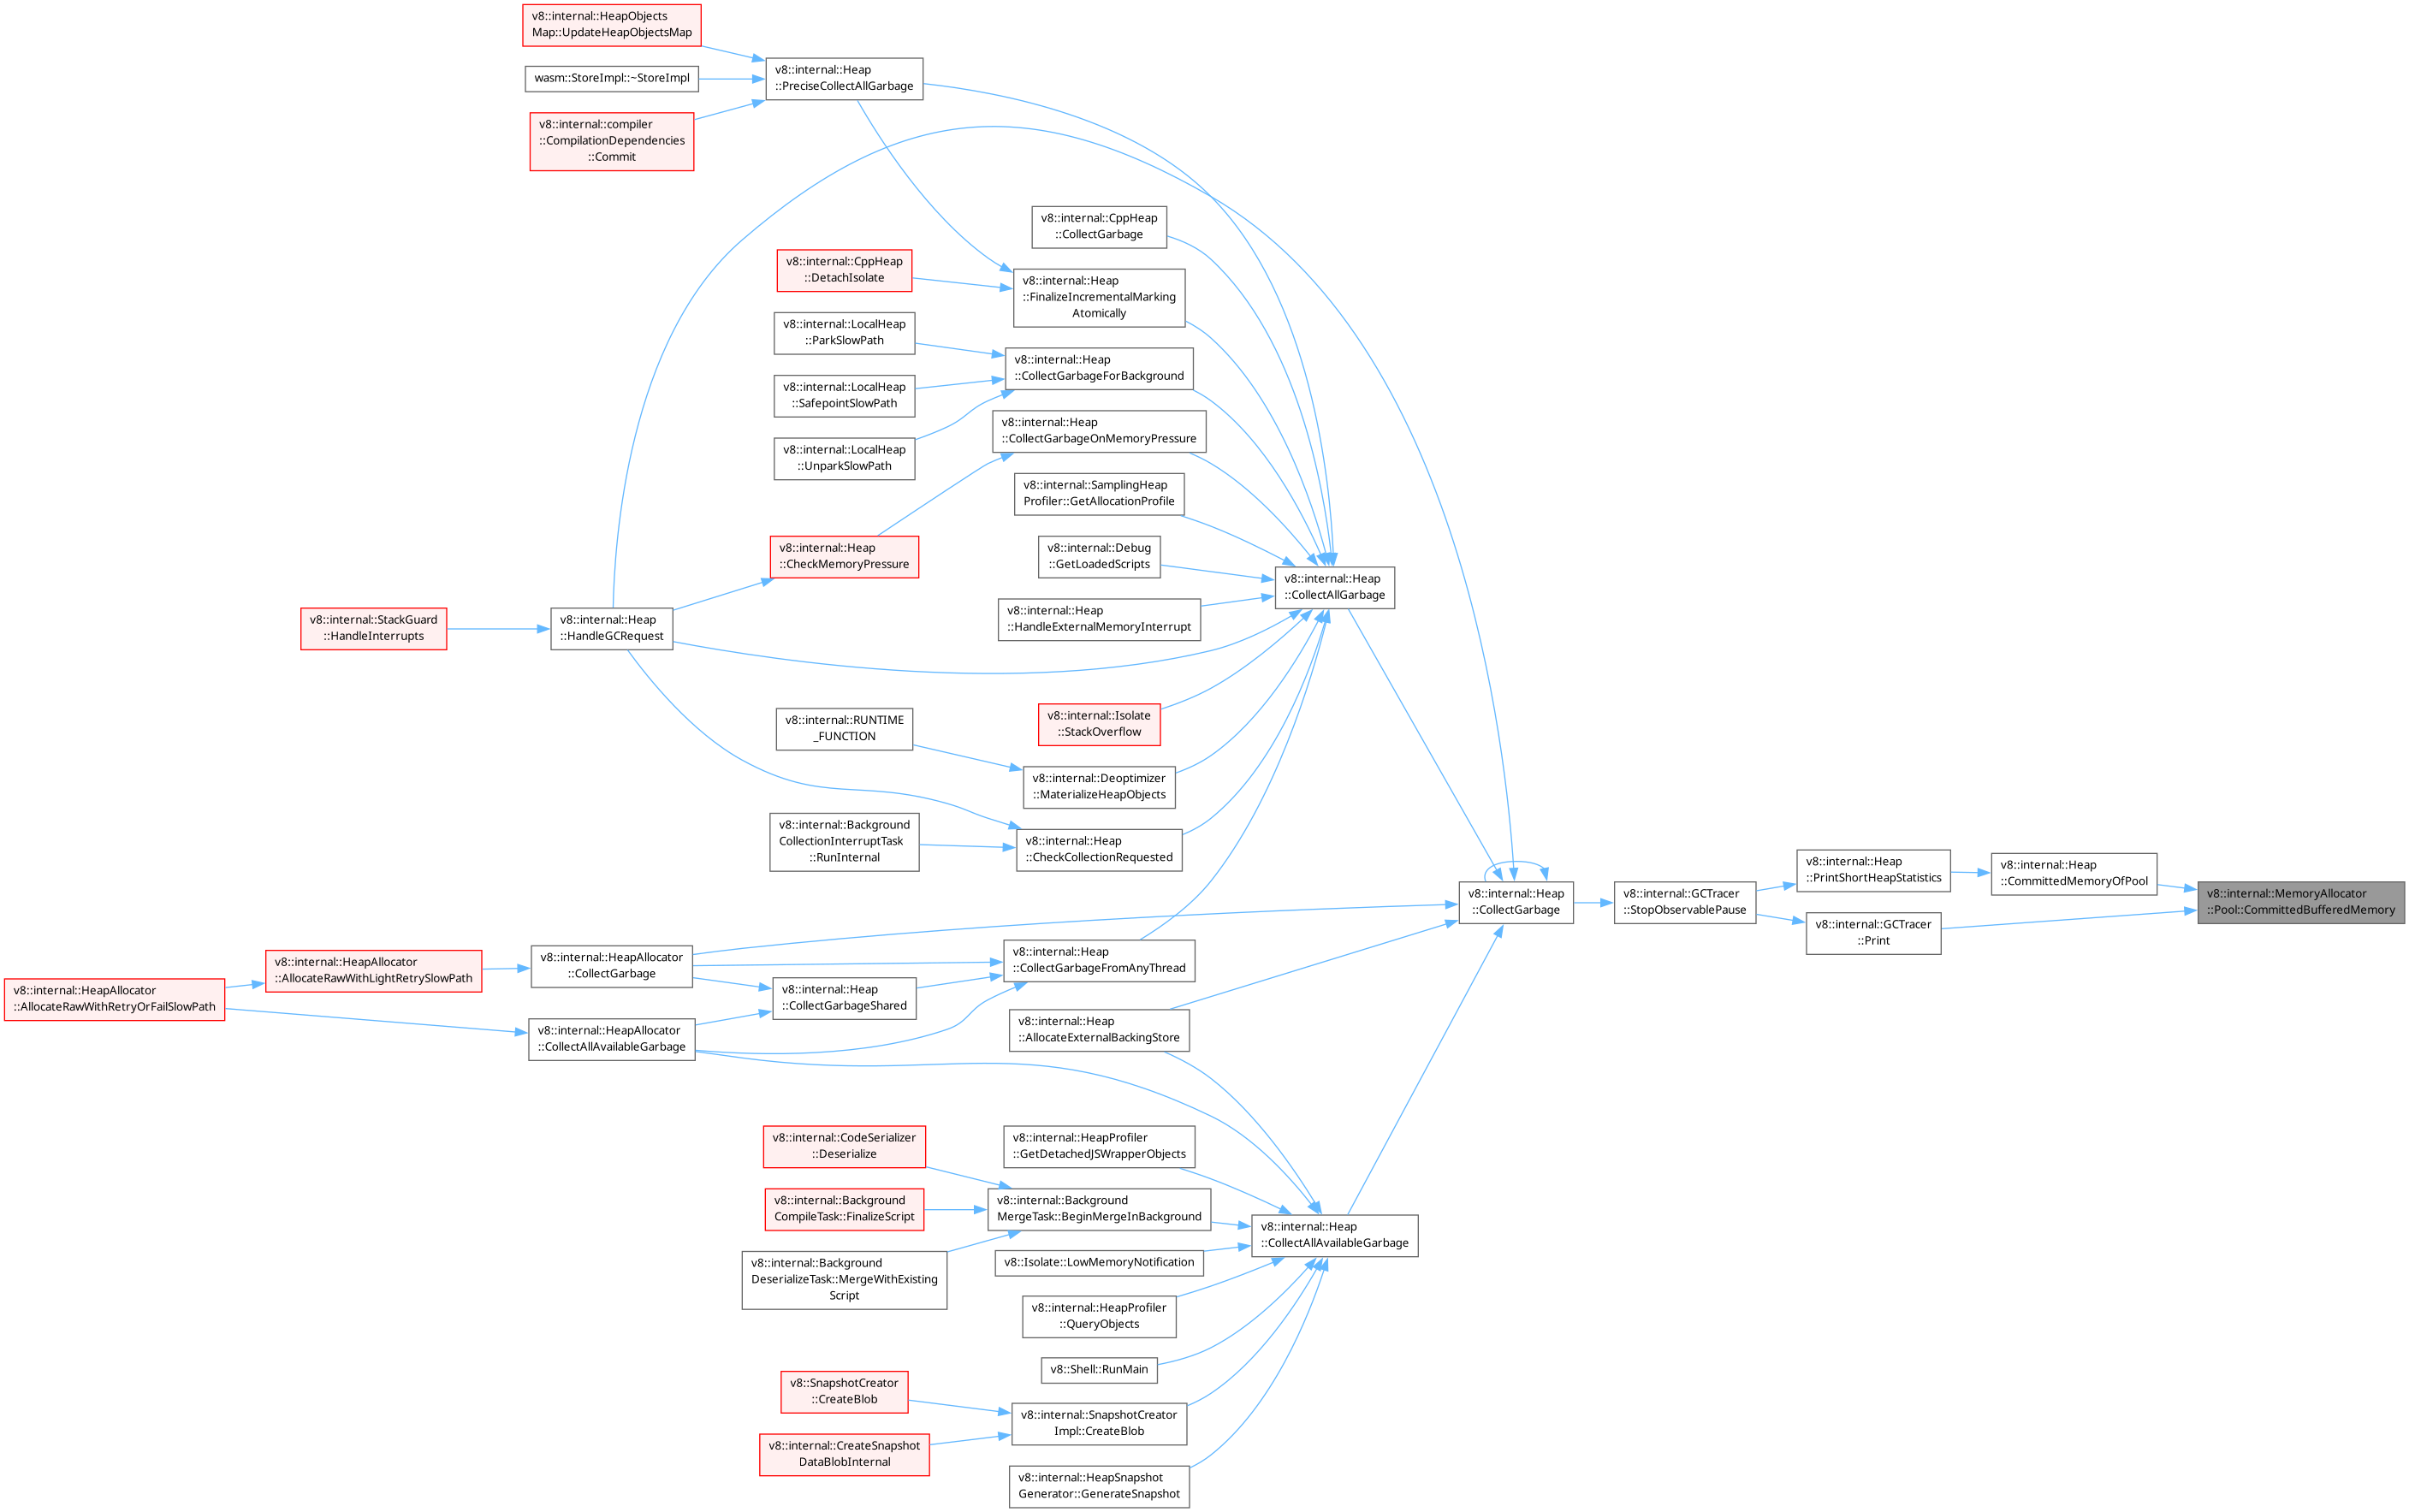 v8::internal::HeapObjects
Map::UpdateHeapObjectsMap
wasm::StoreImpl::~StoreImpl
v8::internal::compiler
::CompilationDependencies
::Commit
v8::internal::Heap
::PreciseCollectAllGarbage
v8::internal::CppHeap
::CollectGarbage
v8::internal::CppHeap
::DetachIsolate
v8::internal::Heap
::FinalizeIncrementalMarking
Atomically
v8::internal::LocalHeap
::ParkSlowPath
v8::internal::Heap
::CollectGarbageForBackground
v8::internal::LocalHeap
::SafepointSlowPath
v8::internal::LocalHeap
::UnparkSlowPath
v8::internal::Heap
::CollectGarbageOnMemoryPressure
v8::internal::SamplingHeap
Profiler::GetAllocationProfile
v8::internal::Heap
::CheckMemoryPressure
v8::internal::Debug
::GetLoadedScripts
v8::internal::Heap
::CollectAllGarbage
v8::internal::Heap
::HandleExternalMemoryInterrupt
v8::internal::StackGuard
::HandleInterrupts
v8::internal::Heap
::HandleGCRequest
v8::internal::Isolate
::StackOverflow
v8::internal::RUNTIME
_FUNCTION
v8::internal::Deoptimizer
::MaterializeHeapObjects
v8::internal::Background
CollectionInterruptTask
::RunInternal
v8::internal::Heap
::CheckCollectionRequested
v8::internal::Heap
::CollectGarbage
v8::internal::GCTracer
::StopObservablePause
v8::internal::Heap
::PrintShortHeapStatistics
v8::internal::Heap
::CommittedMemoryOfPool
v8::internal::MemoryAllocator
::Pool::CommittedBufferedMemory
v8::internal::GCTracer
::Print
v8::internal::HeapAllocator
::AllocateRawWithRetryOrFailSlowPath
v8::internal::HeapAllocator
::AllocateRawWithLightRetrySlowPath
v8::internal::HeapAllocator
::CollectGarbage
v8::internal::Heap
::CollectGarbageFromAnyThread
v8::internal::Heap
::CollectGarbageShared
v8::internal::HeapAllocator
::CollectAllAvailableGarbage
v8::internal::Heap
::AllocateExternalBackingStore
v8::internal::CodeSerializer
::Deserialize
v8::internal::HeapProfiler
::GetDetachedJSWrapperObjects
v8::internal::Background
CompileTask::FinalizeScript
v8::internal::Background
MergeTask::BeginMergeInBackground
v8::internal::Heap
::CollectAllAvailableGarbage
v8::internal::Background
DeserializeTask::MergeWithExisting
Script
v8::Isolate::LowMemoryNotification
v8::internal::HeapProfiler
::QueryObjects
v8::Shell::RunMain
v8::SnapshotCreator
::CreateBlob
v8::internal::SnapshotCreator
Impl::CreateBlob
v8::internal::CreateSnapshot
DataBlobInternal
v8::internal::HeapSnapshot
Generator::GenerateSnapshot